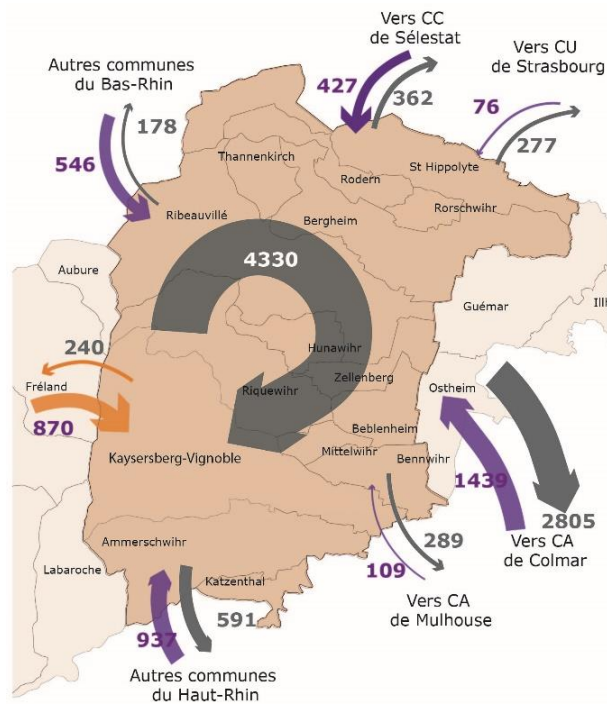 Vers CC
de Sélestat
Vers CU
de Strasbourg
Autres communes
du Bas-Rhin
427
362
76
277
178
546
Thannenkirch
St Hippolyte
Rodern
Rorschwihr
Ribeauvillé
Bergheim
4330
Aubure
Guémar
Illh
240
Hunawihr
Zellenberg
Fréland
Riquewihr
Ostheim
870
Beblenheim
Kaysersberg-Vignoble
Mittelwihr
Bennwihr
1439
2805
Ammerschwihr
289
Vers CA
de Colmar
Labaroche
Katzenthal
109
591
937
Vers CA
de Mulhouse
Autres communes
du Haut-Rhin